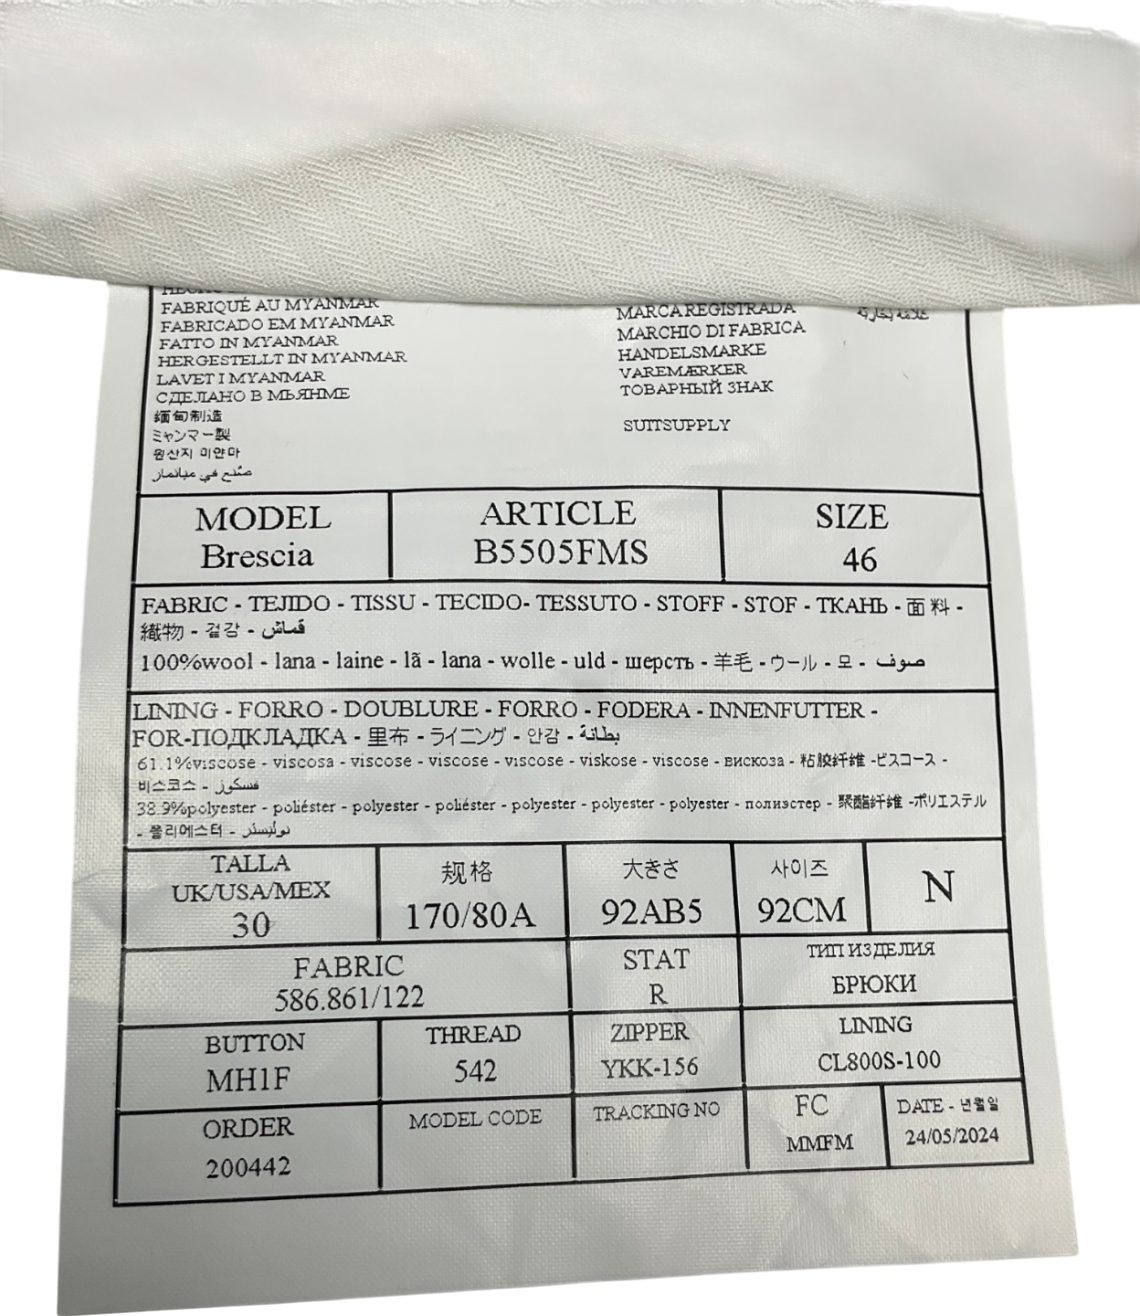 FABRIQUÉ AU MYANMAR
FABRICADO EM MYANMAR
FATTO IN MYANMAR
HERGESTELLT IN MYANMAR
LAVET I MYANMAR
СДЕЛАНО В МЬЯНМЕ
缅甸制造
ミャンマー製
원산지 미얀마
صنع في ميانمار
MARCA REGISTRADA
MARCHIO DI FABRICA
HANDELSMARKE
VAREMÆRKER
ТОВАРНЫЙ ЗНАК
SUITSUPPLY
علامة تجارية
MODEL
Brescia
ARTICLE
B5505FMS
SIZE
46
FABRIC - TEJIDO - TISSU - TECIDO- TESSUTO - STOFF - STOF - ТКАНЬ - 面 料 -
織物 - 겉감 - قماش
100%wool - lana - laine - lã - lana - wolle - uld - шерсть - 羊毛 - ウール - 모 - صوف
LINING - FORRO - DOUBLURE - FORRO - FODERA - INNENFUTTER -
FOR-ПОДКЛАДКА - 里布 - ライニング - 안감 - بطانة
61.1%viscose - viscosa - viscose - viscose - viscose - viskose - viscose - вискоза - 粘胶纤维 -ビスコース -
비스코스 - فسكوز
38.9%polyester - poliéster - polyester - poliéster - polyester - polyester - polyester - полиэстер - 聚酯纤维 -ポリエステル
- 폴리에스터 - بوليستر
TALLA
UK/USA/MEX
30
规格
170/80A
大きさ
92AB5
사이즈
92CM
N
FABRIC
586.861/122
STAT
R
ТИП ИЗДЕЛИЯ
БРЮКИ
BUTTON
MH1F
THREAD
542
ZIPPER
YKK-156
LINING
CL800S-100
ORDER
200442
MODEL CODE
TRACKING NO
FC
MMFM
DATE - 년월일
24/05/2024